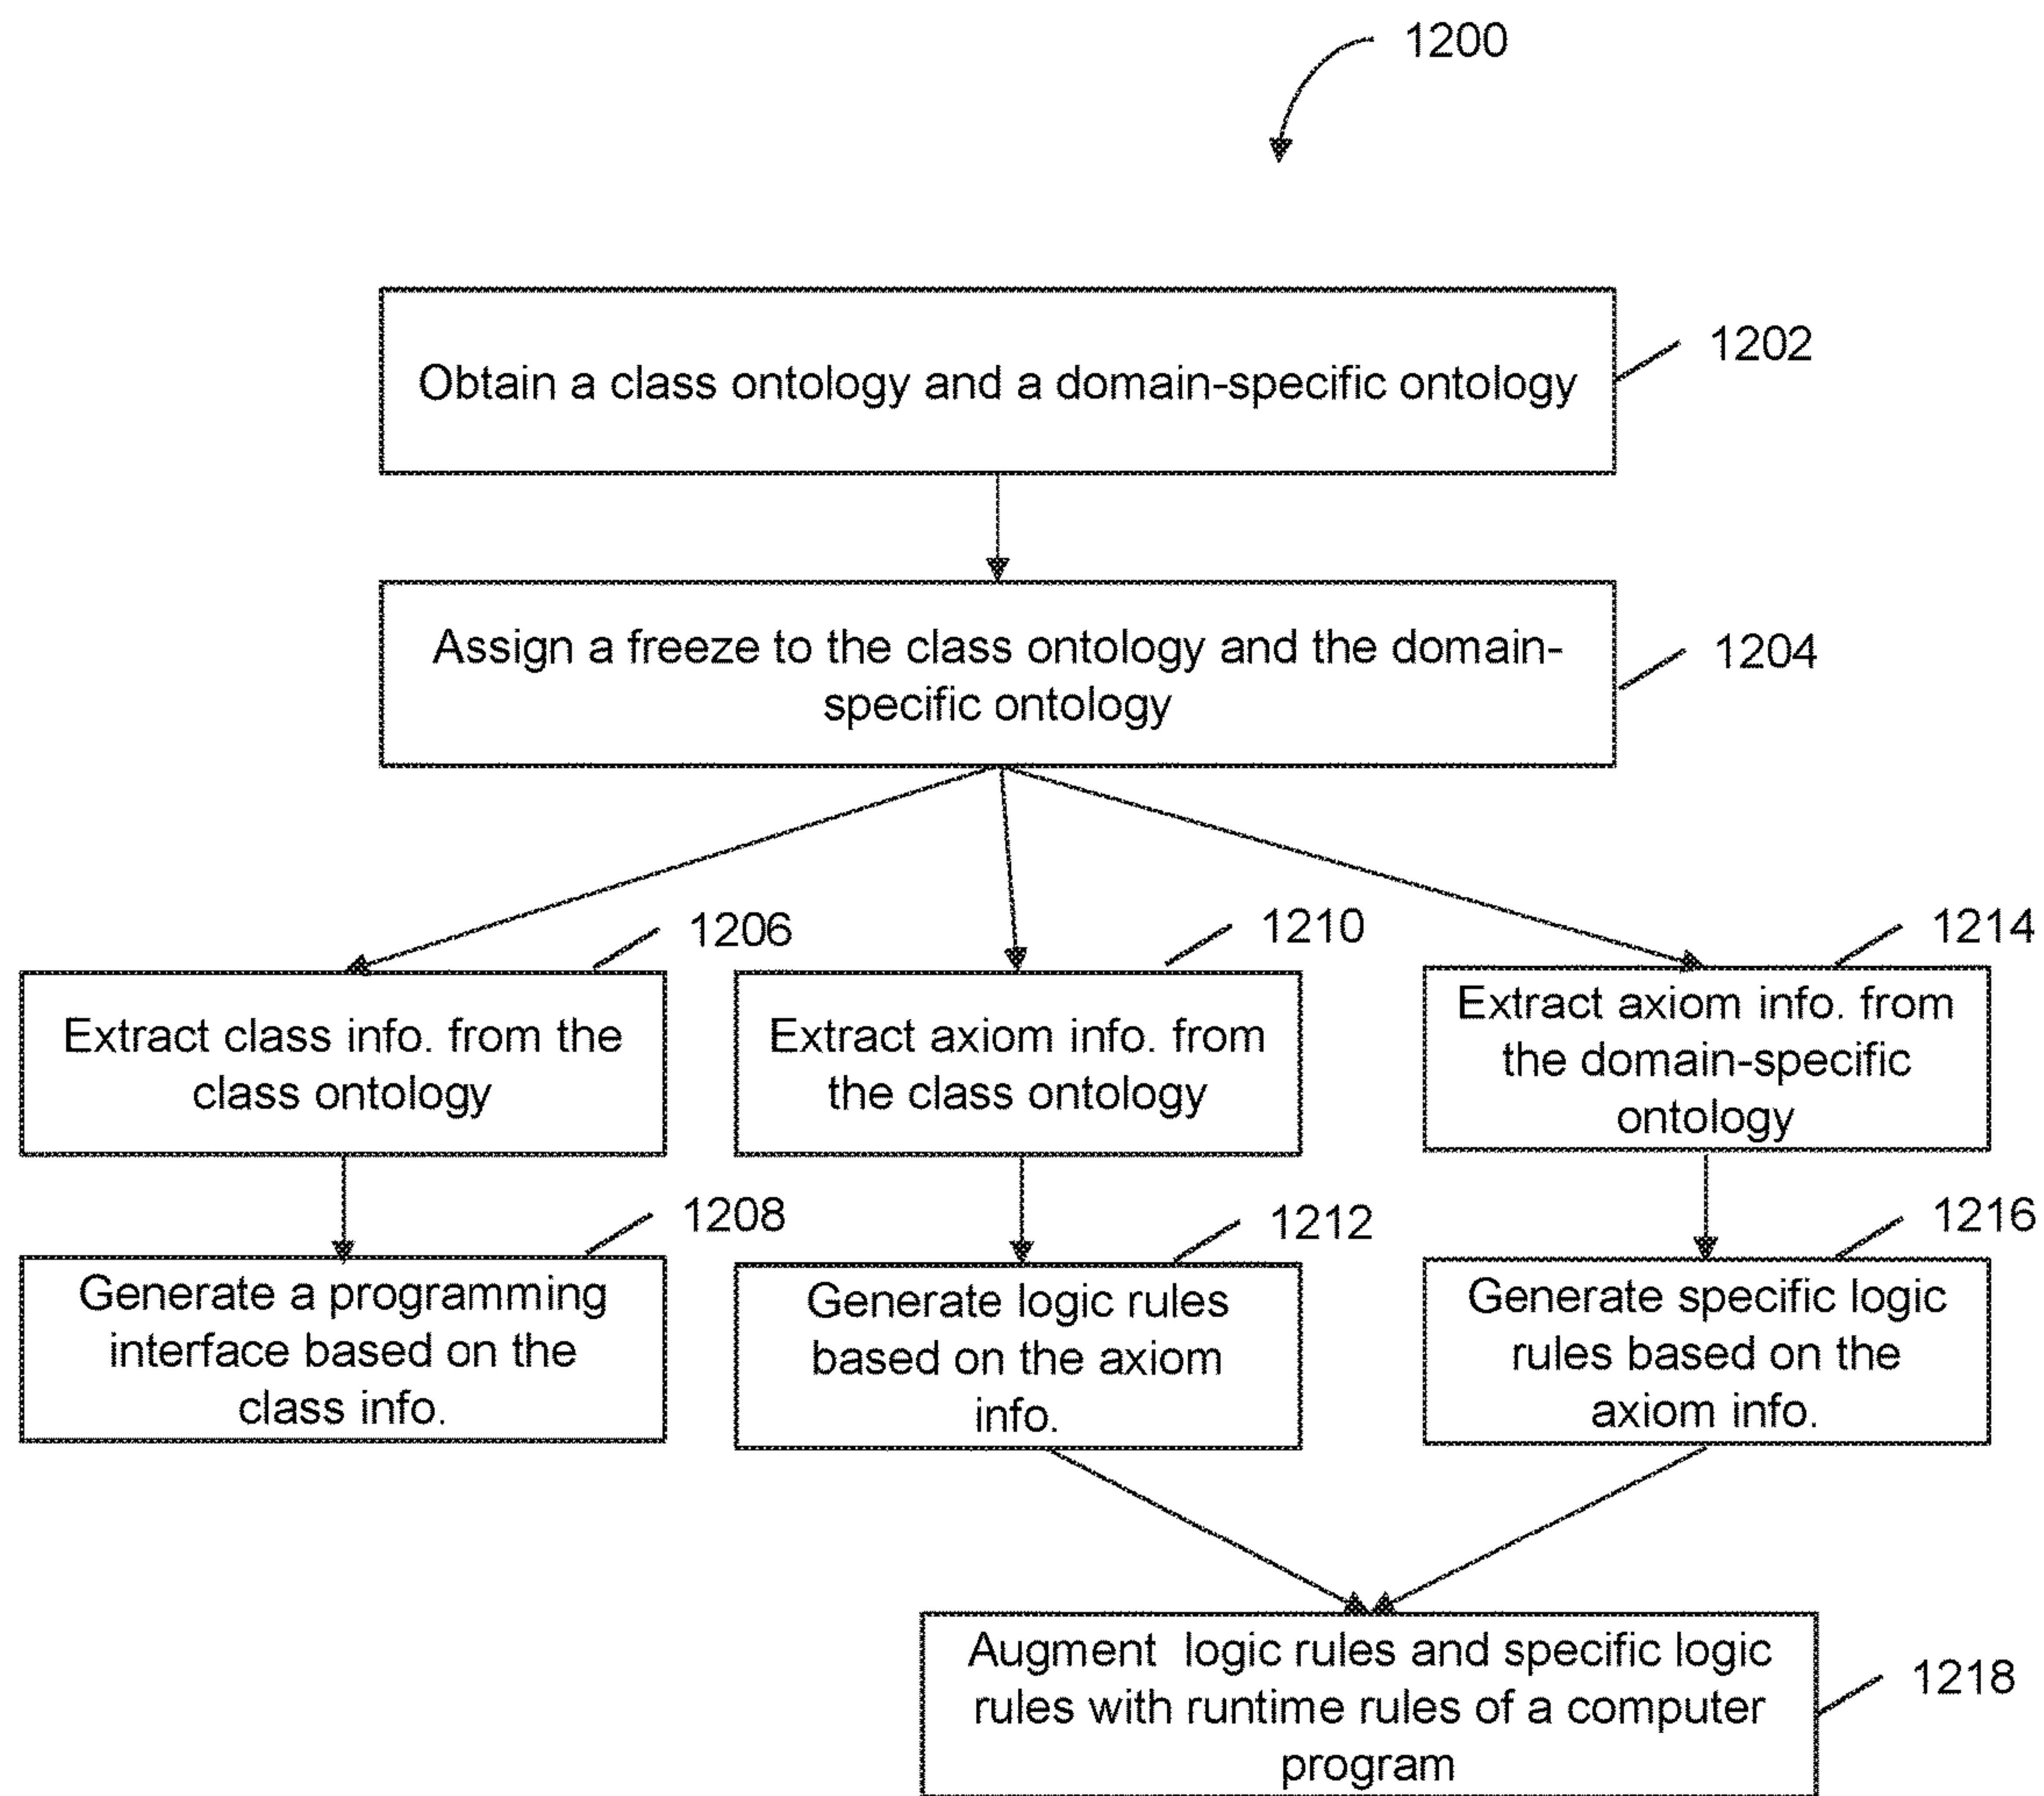 1200
Obtain a class ontology and a domain-specific ontology
1202
Assign a freeze to the class ontology and the domain-
specific ontology
1204
1206
Extract class info. from the
class ontology
1210
Extract axiom info. from
the class ontology
1214
Extract axiom info. from
the domain-specific
ontology
1208
Generate a programming
interface based on the
class info.
1212
Generate logic rules
based on the axiom
info.
1216
Generate specific logic
rules based on the
axiom info.
Augment  logic rules and specific logic
rules with runtime rules of a computer
program
1218